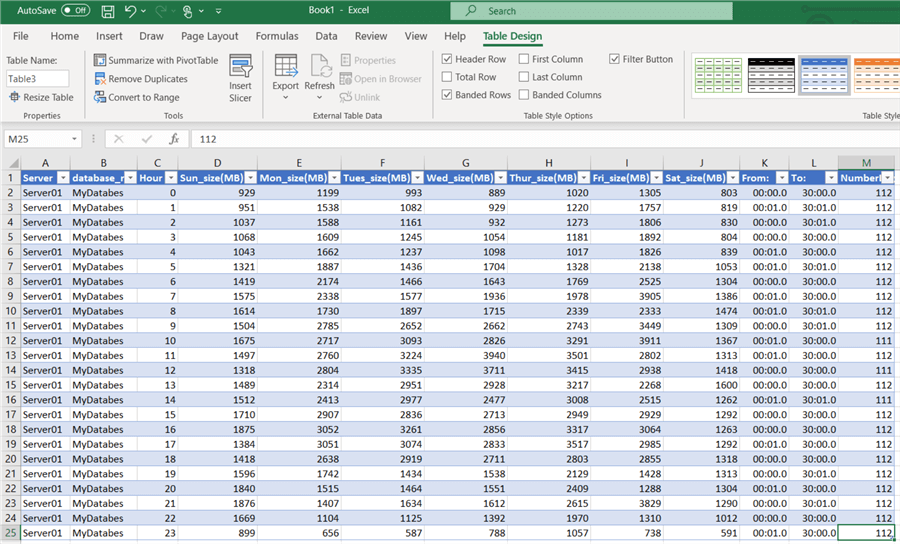 AutoSave Off Book1 - Excel Search
File Home Insert Draw Page Layout Formulas Data Review View Help Table Design
Table Name:
Table3
Resize Table
Properties
Summarize with PivotTable
Remove Duplicates
Convert to Range
Tools
Insert
Slicer
Export Refresh
Properties
Open in Browser
Unlink
External Table Data
Header Row First Column Filter Button
Total Row Last Column
Banded Rows Banded Columns
Table Style Options
Table Style
M25 fx 112
A B C D E F G H I J K L M
1 Server database_r Hour Sun_size(MB) Mon_size(MB) Tues_size(MB) Wed_size(MB) Thur_size(MB) Fri_size(MB) Sat_size(MB) From: To: Number
2 Server01 MyDatabes 0 929 1199 993 889 1020 1305 803 00:00.0 30:00.0 112
3 Server01 MyDatabes 1 951 1538 1082 929 1220 1757 819 00:01.0 30:01.0 112
4 Server01 MyDatabes 2 1037 1588 1161 932 1273 1806 830 00:00.0 30:00.0 112
5 Server01 MyDatabes 3 1068 1609 1245 1054 1181 1892 804 00:00.0 30:00.0 112
6 Server01 MyDatabes 4 1043 1662 1237 1098 1017 1826 839 00:01.0 30:00.0 112
7 Server01 MyDatabes 5 1321 1887 1436 1704 1328 2138 1053 00:01.0 30:01.0 112
8 Server01 MyDatabes 6 1419 2174 1466 1643 1769 2525 1304 00:00.0 30:00.0 112
9 Server01 MyDatabes 7 1575 2338 1577 1936 1978 3905 1386 00:01.0 30:00.0 112
10 Server01 MyDatabes 8 1614 1730 1897 1715 2339 2333 1474 00:01.0 30:01.0 112
11 Server01 MyDatabes 9 1504 2785 2652 2662 2743 3449 1309 00:00.0 30:00.0 112
12 Server01 MyDatabes 10 1675 2717 3093 2826 3291 3911 1367 00:01.0 30:00.0 111
13 Server01 MyDatabes 11 1497 2760 3224 3940 3501 2802 1313 00:01.0 30:00.0 112
14 Server01 MyDatabes 12 1318 2804 3335 3711 3415 2938 1418 00:00.0 30:00.0 111
15 Server01 MyDatabes 13 1489 2314 2951 2928 3217 2268 1600 00:00.0 30:00.0 112
16 Server01 MyDatabes 14 1512 2413 2977 2477 3008 2515 1262 00:01.0 30:01.0 111
17 Server01 MyDatabes 15 1710 2907 2836 2713 2949 2929 1292 00:00.0 30:00.0 112
18 Server01 MyDatabes 16 1875 3052 3261 2856 3317 3064 1263 00:00.0 30:00.0 112
19 Server01 MyDatabes 17 1384 3051 3074 2833 3517 2985 1292 00:01.0 30:01.0 112
20 Server01 MyDatabes 18 1418 2638 2919 2711 2803 2855 1318 00:00.0 30:00.0 112
21 Server01 MyDatabes 19 1596 1742 1434 1538 2129 1428 1313 00:00.0 30:00.0 112
22 Server01 MyDatabes 20 1840 1515 1464 1551 2409 1288 1304 00:01.0 30:01.0 112
23 Server01 MyDatabes 21 1876 1407 1634 1612 2615 3829 1290 00:00.0 30:01.0 112
24 Server01 MyDatabes 22 1669 1104 1125 1392 1970 1310 1012 00:00.0 30:00.0 112
25 Server01 MyDatabes 23 899 656 587 788 1057 738 591 00:01.0 30:00.0 112